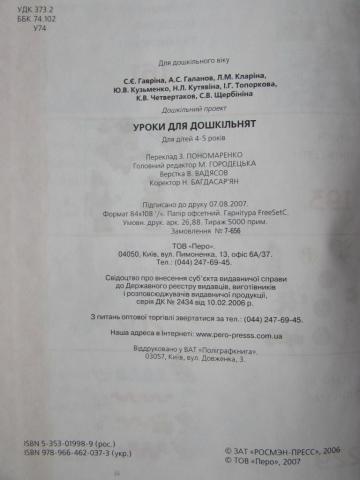 УДК 373.2
ББК 74.102
У74
Для дошкільного віку
С.Є. Гавріна, А.С. Галанов, Л.М. Кларіна,
Ю.В. Кузьменко, Н.Л. Кутявіна, І.Г. Топоркова,
К.В. Четвертаков, С.В. Щербініна
Дошкільний проект
УРОКИ ДЛЯ ДОШКІЛЬНЯТ
Для дітей 4-5 років
Переклад З. ПОНОМАРЕНКО
Головний редактор М. ГОРОДЕЦЬКА
Верстка В. ВАДЯСОВ
Коректор Н. БАГДАСАР'ЯН
Підписано до друку 07.08.2007.
Формат 84x108 ¹/₈. Папір офсетний. Гарнітура FreeSetC.
Умовн. друк. арк. 26,88. Тираж 5000 прим.
Замовлення № 7-656
ТОВ «Перо».
04050, Київ, вул. Пимоненка, 13, офіс 6А/37.
Тел.: (044) 247-69-45.
Свідоцтво про внесення суб'єкта видавничої справи
до Державного реєстру видавців, виготівників
і розповсюджувачів видавничої продукції,
серія ДК № 2434 від 10.02.2006 р.
З питань оптової торгівлі звертатися за тел.: (044) 247-69-45.
Наша адреса в Інтернеті: www.pero-presss.com.ua
Віддруковано у ВАТ «Поліграфкнига».
03057, Київ, вул. Довженка, 3.
ISBN 5-353-01998-9 (рос.)
ISBN 978-966-462-037-3 (укр.)
© ЗАТ «РОСМЭН-ПРЕСС», 2006
© ТОВ «Перо», 2007